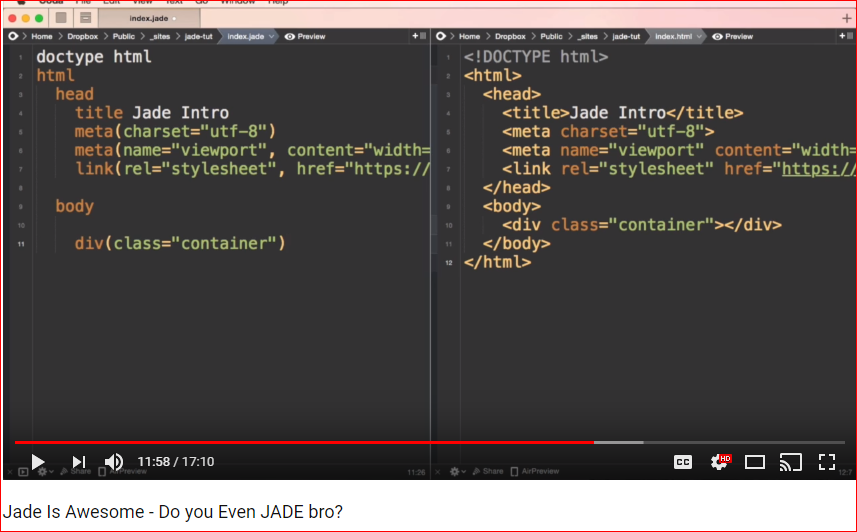 index.jade
Home > Dropbox > Public > _sites > jade-tut index.jade Preview
1 doctype html
2 html
3 head
4 title Jade Intro
5 meta(charset="utf-8")
6 meta(name="viewport", content="width=
7 link(rel="stylesheet", href="https://
8
9 body
10
11 div(class="container")
Home > Dropbox > Public > _sites > jade-tut index.html Preview
1 <!DOCTYPE html>
2 <html>
3 <head>
4 <title>Jade Intro</title>
5 <meta charset="utf-8">
6 <meta name="viewport" content="width=
7 <link rel="stylesheet" href="https://
8 </head>
9 <body>
10 <div class="container"></div>
11 </body>
12 </html>
11:58 / 17:10
CC
HD
Share AirPreview 11:26
Share AirPreview 12:7
Jade Is Awesome - Do you Even JADE bro?